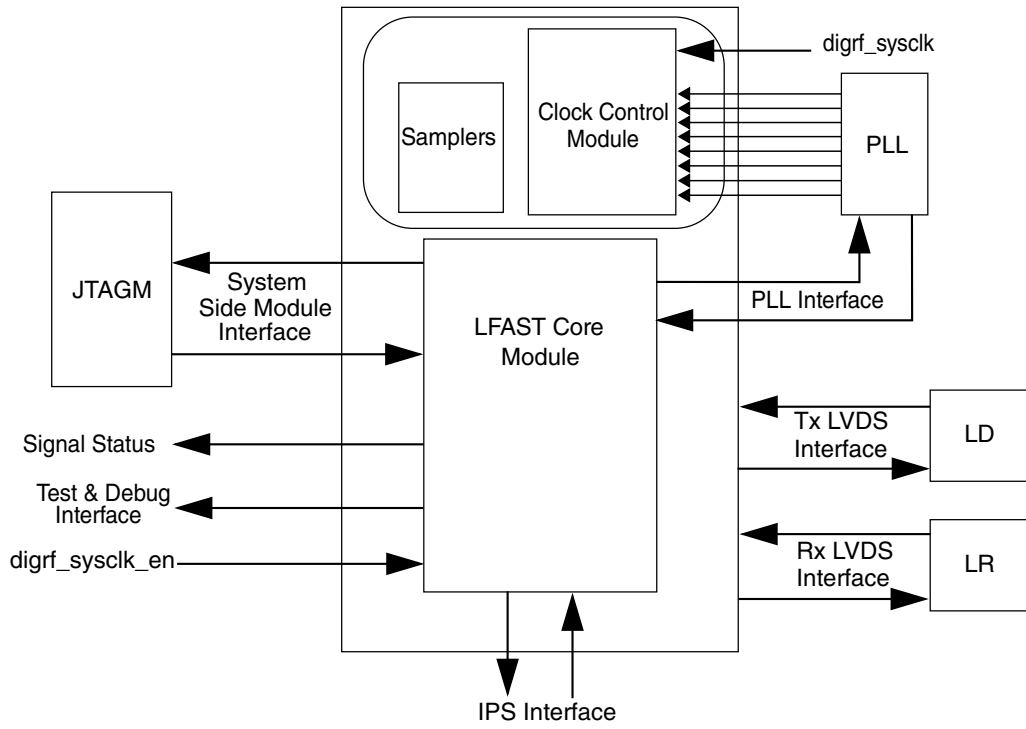 digrf_sysclk
Samplers
Clock Control
Module
PLL
JTAGM
System
Side Module
Interface
PLL Interface
LFAST Core
Module
Signal Status
Tx LVDS
Interface
LD
Test & Debug
Interface
digrf_sysclk_en
Rx LVDS
Interface
LR
IPS Interface